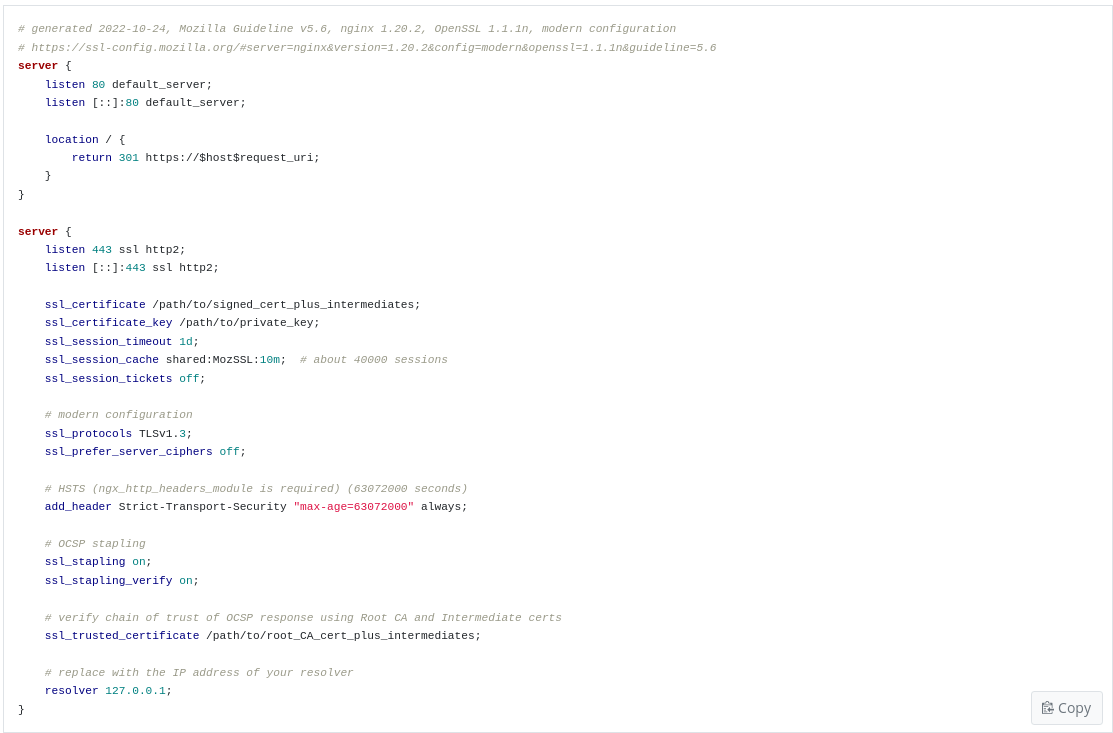 # generated 2022-10-24, Mozilla Guideline v5.6, nginx 1.20.2, OpenSSL 1.1.1n, modern configuration
# https://ssl-config.mozilla.org/#server=nginx&version=1.20.2&config=modern&openssl=1.1.1n&guideline=5.6
server {
    listen 80 default_server;
    listen [::]:80 default_server;

    location / {
        return 301 https://$host$request_uri;
    }
}

server {
    listen 443 ssl http2;
    listen [::]:443 ssl http2;

    ssl_certificate /path/to/signed_cert_plus_intermediates;
    ssl_certificate_key /path/to/private_key;
    ssl_session_timeout 1d;
    ssl_session_cache shared:MozSSL:10m;  # about 40000 sessions
    ssl_session_tickets off;

    # modern configuration
    ssl_protocols TLSv1.3;
    ssl_prefer_server_ciphers off;

    # HSTS (ngx_http_headers_module is required) (63072000 seconds)
    add_header Strict-Transport-Security "max-age=63072000" always;

    # OCSP stapling
    ssl_stapling on;
    ssl_stapling_verify on;

    # verify chain of trust of OCSP response using Root CA and Intermediate certs
    ssl_trusted_certificate /path/to/root_CA_cert_plus_intermediates;

    # replace with the IP address of your resolver
    resolver 127.0.0.1;
}
Copy